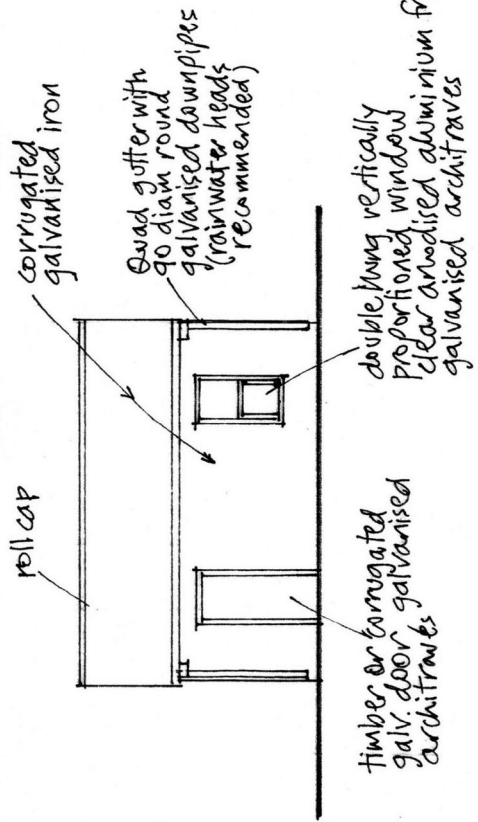 roll cap
corrugated
galvanised iron
Quad gutter with
90 diam round
galvanised downpipes
(rainwater heads
recommended)
timber or corrugated
galv. door galvanised
architraves
double hung vertically
proportioned window
clear anodised aluminium fr
galvanised architraves